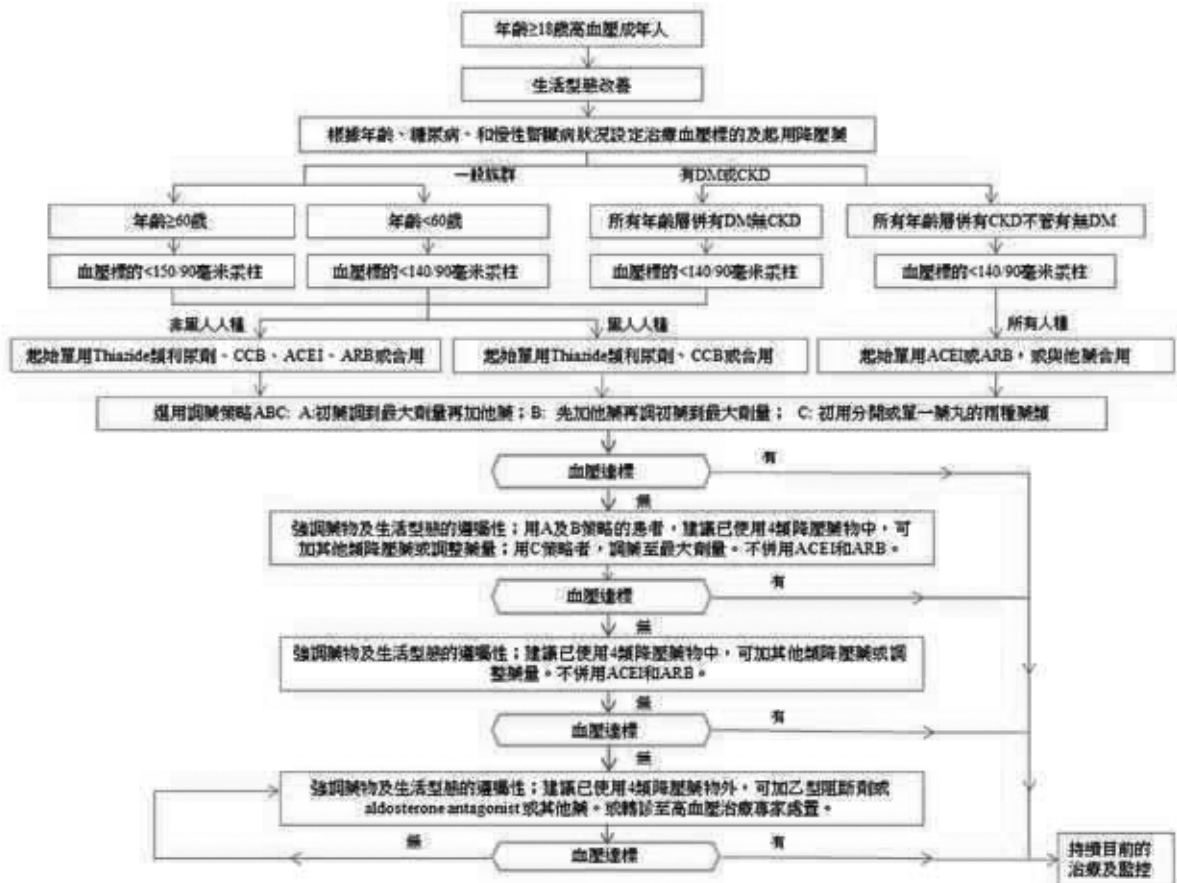 年齡≥18歲高血壓成年人
生活型態改善
根據年齡、糖尿病、和慢性腎臟病狀況設定治療血壓標的及起用降壓藥
一般族群
有DM或CKD
年齡≥60歲
年齡<60歲
所有年齡層併有DM無CKD
所有年齡層併有CKD不管有無DM
血壓標的<150/90毫米汞柱
血壓標的<140/90毫米汞柱
血壓標的<140/90毫米汞柱
血壓標的<140/90毫米汞柱
非黑人人種
黑人人種
所有人種
起始單用Thiazide類利尿劑、CCB、ACEI、ARB或合用
起始單用Thiazide類利尿劑、CCB或合用
起始單用ACEI或ARB，或與他藥合用
選用調藥策略ABC: A:初藥調到最大劑量再加他藥；B: 先加他藥再調初藥到最大劑量； C: 初用分開或單一藥丸的兩種藥類
血壓達標
有
無
強調藥物及生活型態的遵囑性；用A及B策略的患者，建議已使用4類降壓藥物中，可
加其他類降壓藥或調整藥量；用C策略者，調藥至最大劑量。不併用ACEI和ARB。
血壓達標
有
無
強調藥物及生活型態的遵囑性；建議已使用4類降壓藥物中，可加其他類降壓藥或調
整藥量。不併用ACEI和ARB。
無
血壓達標
有
無
強調藥物及生活型態的遵囑性；建議已使用4類降壓藥物外，可加乙型阻斷劑或
aldosterone antagonist或其他藥。或轉診至高血壓治療專家處置。
無
血壓達標
有
持續目前的
治療及監控